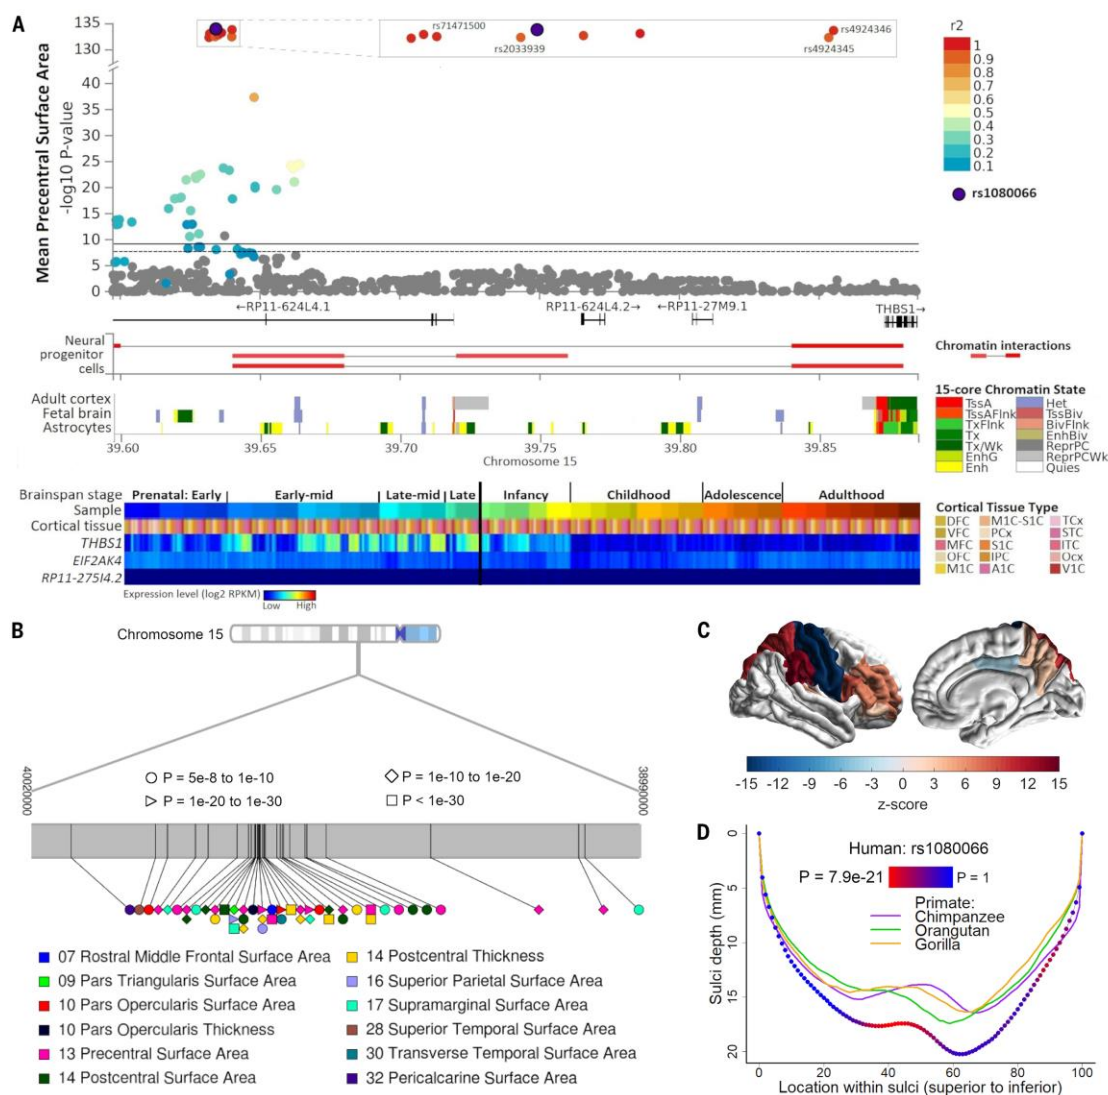 A
Mean Precentral Surface Area
-log10 P-value
135
130
40
35
30
25
20
15
10
5
0
rs71471500
rs2033939
rs4924346
rs4924345
r2
1
0.9
0.8
0.7
0.6
0.5
0.4
0.3
0.2
0.1
rs1080066
←RP11-624L4.1
RP11-624L4.2→
←RP11-27M9.1
THBS1→
Neural
progenitor
cells
Chromatin interactions
Adult cortex
Fetal brain
Astrocytes
39.60
39.65
39.70
39.75
39.80
39.85
Chromosome 15
15-core Chromatin State
TssA
TssAFlnk
TxFlnk
Tx
Tx/Wk
EnhG
Enh
Het
TssBiv
BivFlnk
EnhBiv
ReprPC
ReprPCWk
Quies
Brainspan stage
Prenatal: Early
Early-mid
Late-mid
Late
Infancy
Childhood
Adolescence
Adulthood
Sample
Cortical tissue
THBS1
EIF2AK4
RP11-275I4.2
Expression level (log2 RPKM)
Low
High
Cortical Tissue Type
DFC
VFC
MFC
OFC
M1C
M1C-S1C
PCx
S1C
IPC
A1C
TCx
STC
ITC
Ocx
V1C
B
Chromosome 15
40020000
38990000
P = 5e-8 to 1e-10
P = 1e-10 to 1e-20
P = 1e-20 to 1e-30
P < 1e-30
07 Rostral Middle Frontal Surface Area
09 Pars Triangularis Surface Area
10 Pars Opercularis Surface Area
10 Pars Opercularis Thickness
13 Precentral Surface Area
14 Postcentral Surface Area
14 Postcentral Thickness
16 Superior Parietal Surface Area
17 Supramarginal Surface Area
28 Superior Temporal Surface Area
30 Transverse Temporal Surface Area
32 Pericalcarine Surface Area
C
-15 -12 -9 -6 -3 0 3 6 9 12 15
z-score
D
Human: rs1080066
P = 7.9e-21
P = 1
Primate:
Chimpanzee
Orangutan
Gorilla
Sulci depth (mm)
0
5
10
15
20
0 20 40 60 80 100
Location within sulci (superior to inferior)